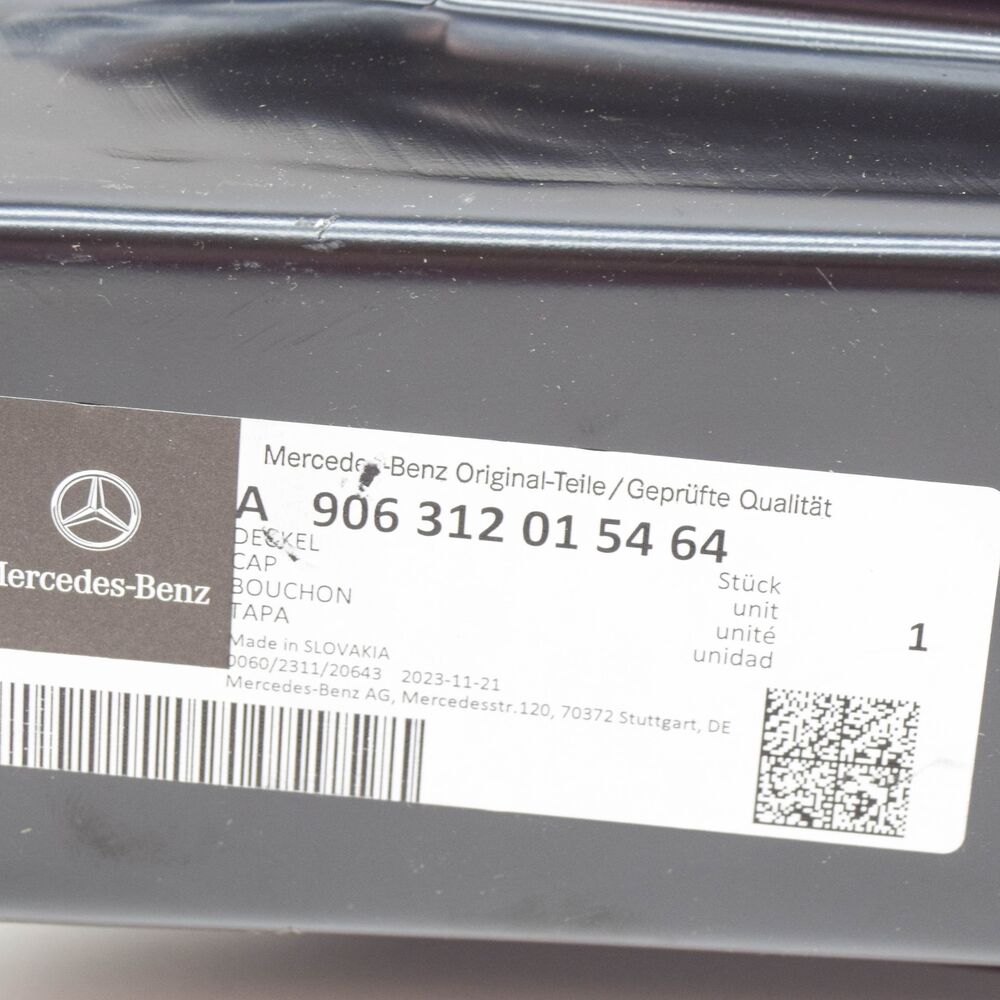 Mercedes-Benz
Mercedes-Benz Original-Teile/Geprüfte Qualität
A 906 312 01 54 64
DECKEL
CAP
BOUCHON
TAPA
Stück
unit
unité
unidad
1
Made in SLOVAKIA
0060/2311/20643 2023-11-21
Mercedes-Benz AG, Mercedesstr.120, 70372 Stuttgart, DE